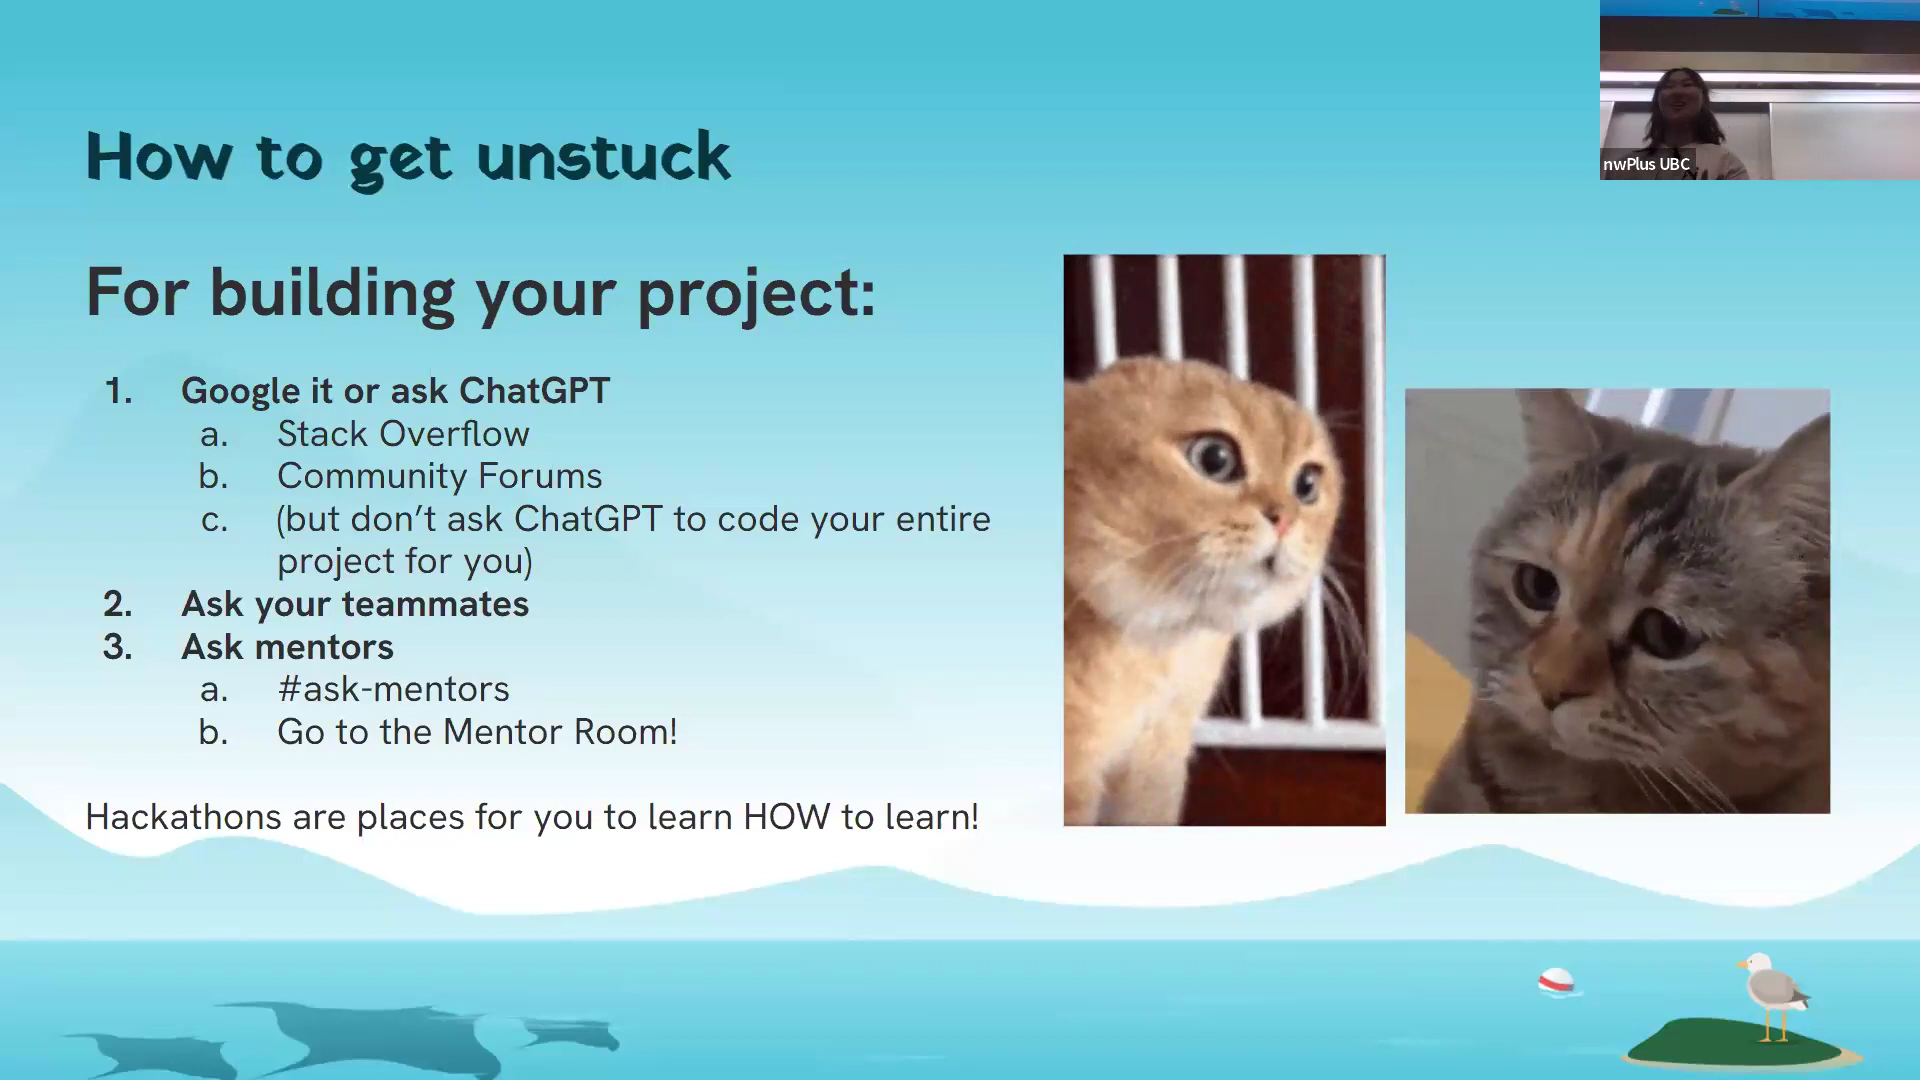 How to get unstuck
nwPlus UBC
For building your project:
1. Google it or ask ChatGPT
a. Stack Overflow
b. Community Forums
c. (but don’t ask ChatGPT to code your entire
project for you)
2. Ask your teammates
3. Ask mentors
a. #ask-mentors
b. Go to the Mentor Room!
Hackathons are places for you to learn HOW to learn!